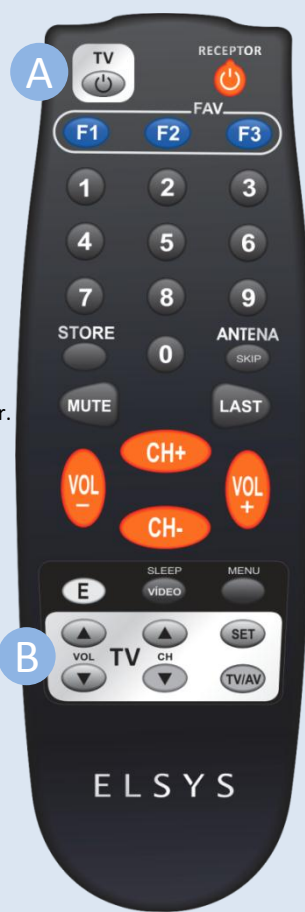 A
TV
RECEPTOR
FAV
F1 F2 F3
1 2 3
4 5 6
7 8 9
STORE
0
ANTENA
SKIP
r.
MUTE LAST
CH+
VOL
–
VOL
+
CH-
SLEEP MENU
E VÍDEO
B
VOL TV CH
SET
TV/AV
ELSYS